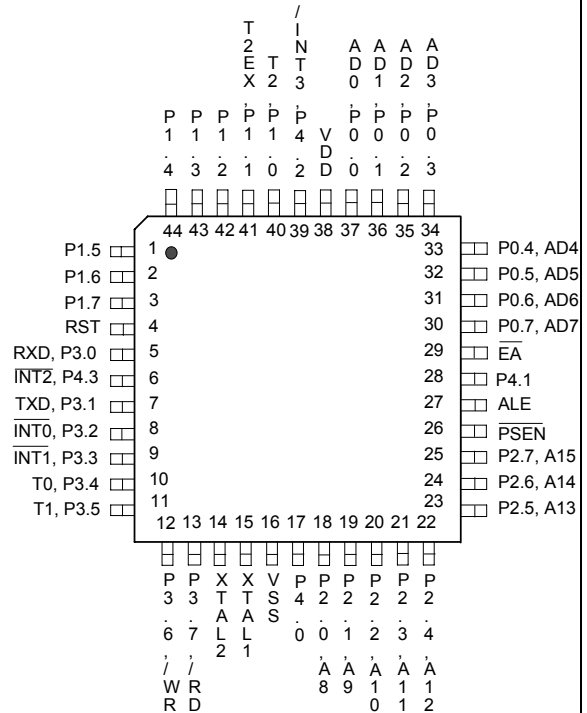 P1.4
P1.3
P1.2
T2EX,P1.1
T2,P1.0
/INT3,P4.2
VDD
AD0,P0.0
AD1,P0.1
AD2,P0.2
AD3,P0.3
44 43 42 41 40 39 38 37 36 35 34
P1.5 1
P1.6 2
P1.7 3
RST 4
RXD, P3.0 5
INT2, P4.3 6
TXD, P3.1 7
INT0, P3.2 8
INT1, P3.3 9
T0, P3.4 10
T1, P3.5 11
33 P0.4, AD4
32 P0.5, AD5
31 P0.6, AD6
30 P0.7, AD7
29 EA
28 P4.1
27 ALE
26 PSEN
25 P2.7, A15
24 P2.6, A14
23 P2.5, A13
12 13 14 15 16 17 18 19 20 21 22
P3.6,/WR
P3.7,/RD
XTAL2
XTAL1
VSS
P4.0
P2.0,A8
P2.1,A9
P2.2,A10
P2.3,A11
P2.4,A12